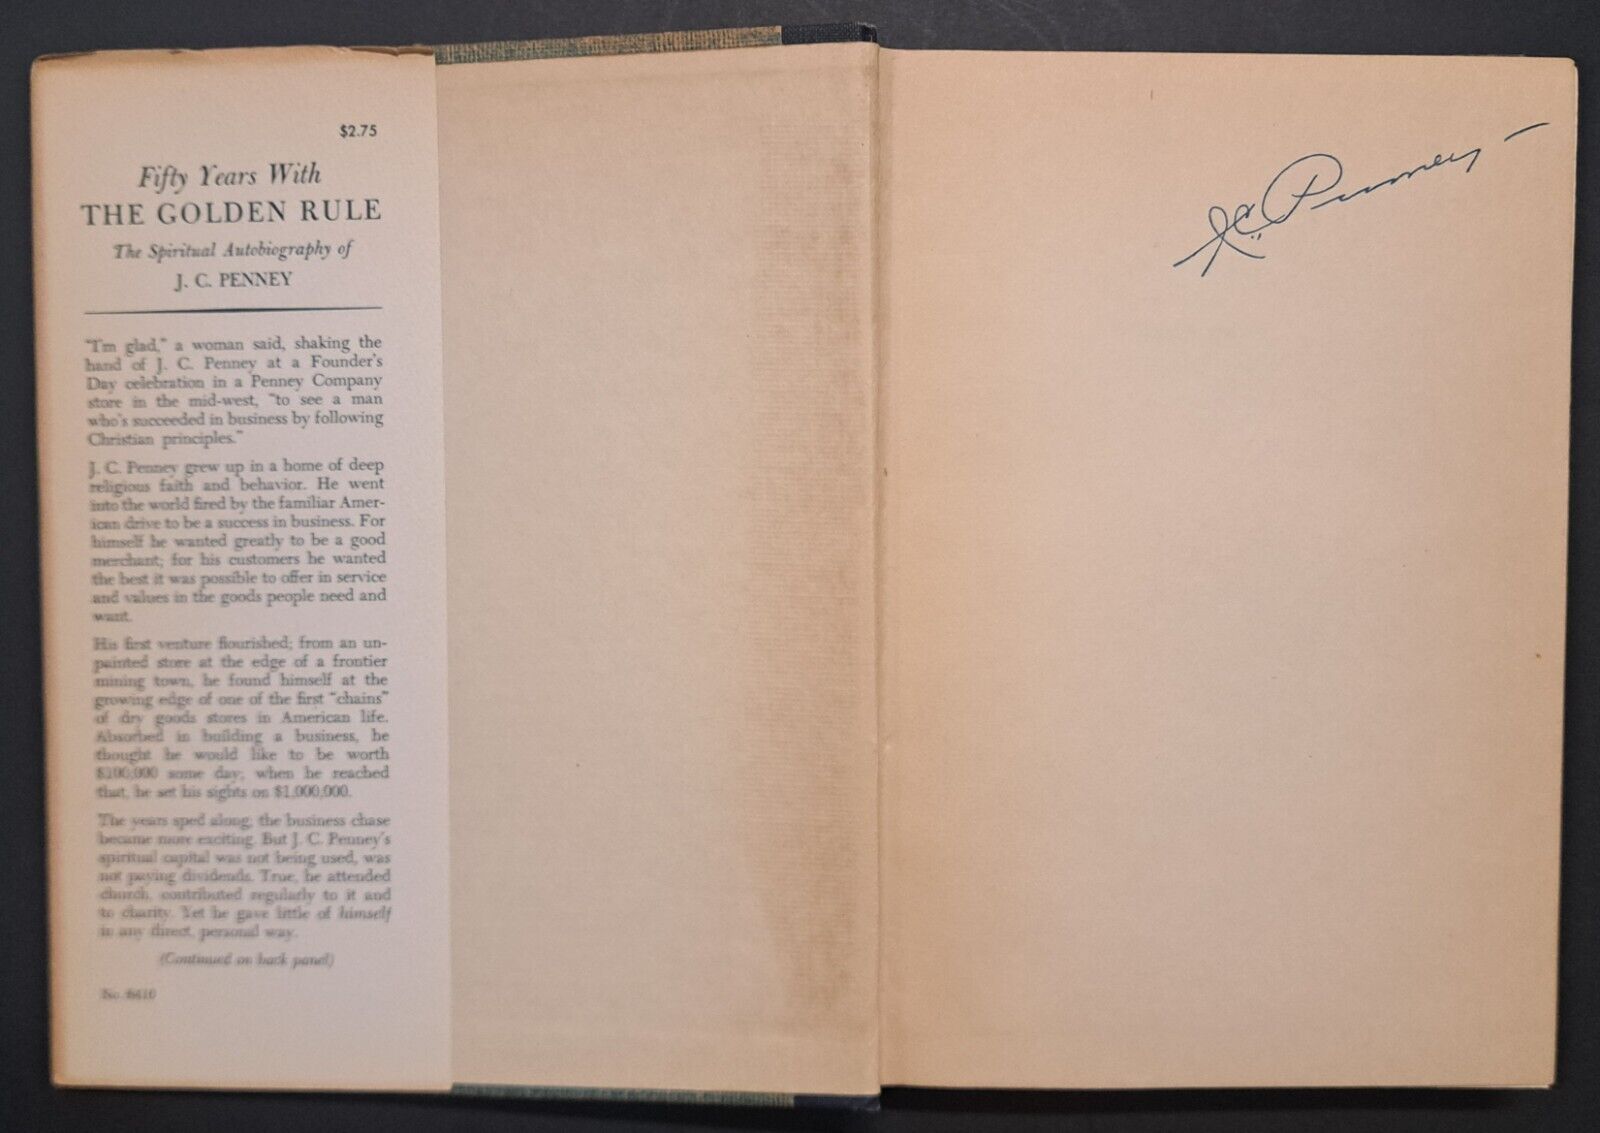 $2.75
Fifty Years With
THE GOLDEN RULE
The Spiritual Autobiography of
J. C. PENNEY
"I'm glad," a woman said, shaking the
hand of J. C. Penney at a Founder's
Day celebration in a Penney Company
store in the mid-west, "to see a man
who's succeeded in business by following
Christian principles."
J. C. Penney grew up in a home of deep
religious faith and behavior. He went
into the world fired by the familiar Amer-
ican drive to be a success in business. For
himself he wanted greatly to be a good
merchant; for his customers he wanted
the best it was possible to offer in service
and values in the goods people need and
want.
His first venture flourished; from an un-
painted store at the edge of a frontier
mining town, he found himself at the
growing edge of one of the first "chains"
of dry goods stores in American life.
Absorbed in building a business, he
thought he would like to be worth
$100,000 some day; when he reached
that, he set his sights on $1,000,000.
The years sped along; the business chase
became more exciting. But J. C. Penney's
spiritual capital was not being used, was
not paying dividends. True, he attended
church, contributed regularly to it and
to charity. Yet he gave little of himself
in any direct, personal way.
(Continued on back panel)
No.
J.C. Penney